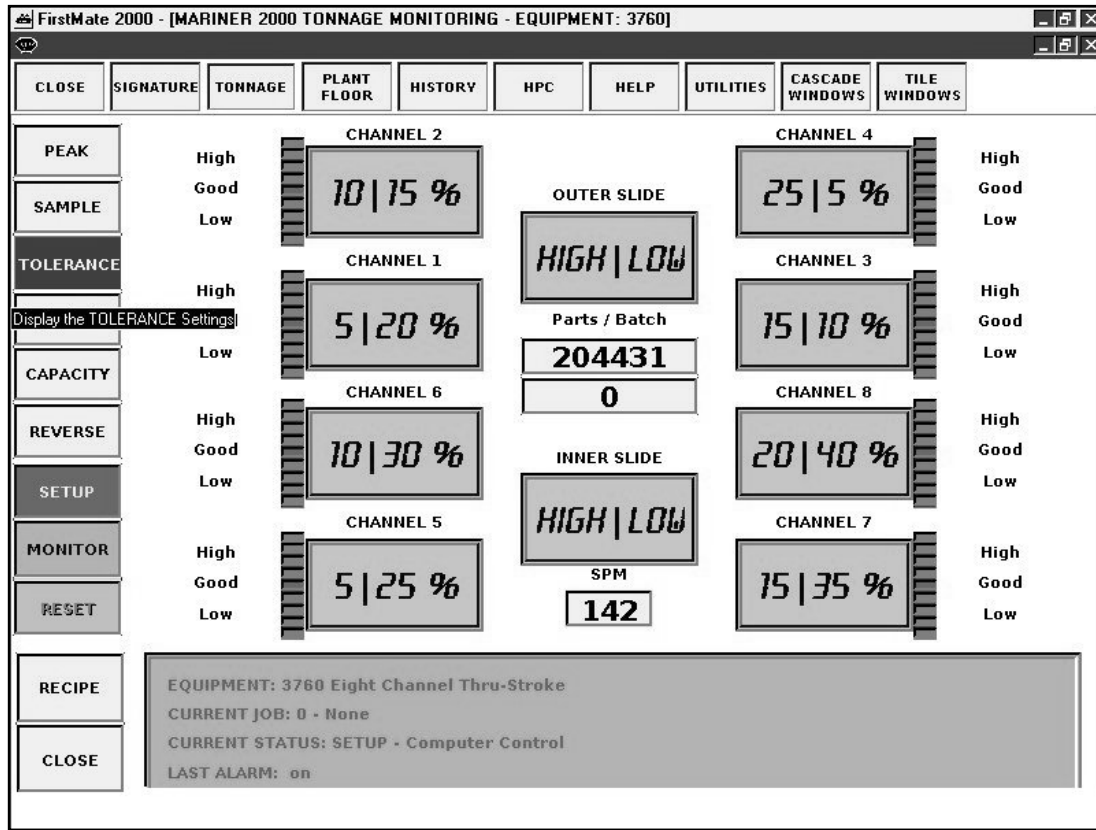 FirstMate 2000 - [MARINER 2000 TONNAGE MONITORING - EQUIPMENT: 3760]
CLOSE
SIGNATURE
TONNAGE
PLANT
FLOOR
HISTORY
HPC
HELP
UTILITIES
CASCADE
WINDOWS
TILE
WINDOWS
PEAK
SAMPLE
TOLERANCE
Display the TOLERANCE Settings
CAPACITY
REVERSE
SETUP
MONITOR
RESET
RECIPE
CLOSE
CHANNEL 2
High
Good
Low
10|15 %
CHANNEL 1
High
Low
5|20 %
CHANNEL 6
High
Good
Low
10|30 %
CHANNEL 5
High
Good
Low
5|25 %
OUTER SLIDE
HIGH|LOW
Parts / Batch
204431
0
INNER SLIDE
HIGH|LOW
SPM
142
CHANNEL 4
25|5 %
High
Good
Low
CHANNEL 3
15|10 %
High
Good
Low
CHANNEL 8
20|40 %
High
Good
Low
CHANNEL 7
15|35 %
High
Good
Low
EQUIPMENT: 3760 Eight Channel Thru-Stroke
CURRENT JOB: 0 - None
CURRENT STATUS: SETUP - Computer Control
LAST ALARM: on